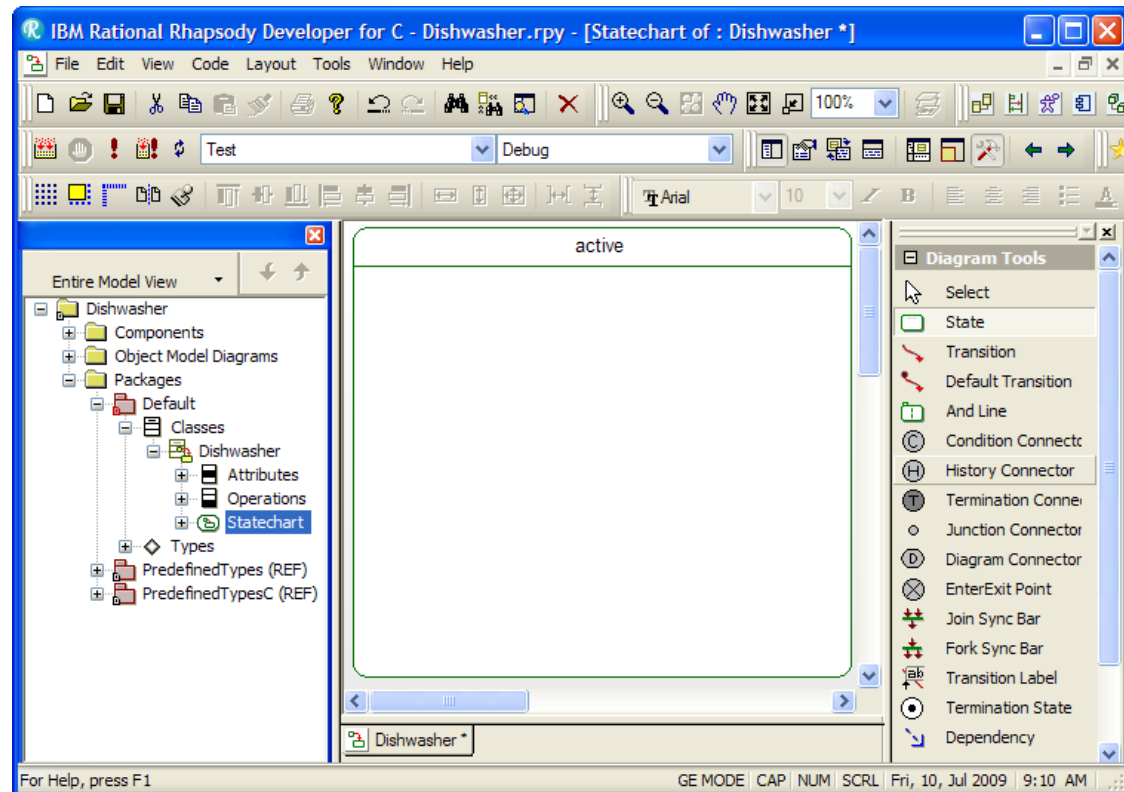 IBM Rational Rhapsody Developer for C - Dishwasher.rpy - [Statechart of : Dishwasher *]
File Edit View Code Layout Tools Window Help
100%
Test Debug
Arial 10
Entire Model View
Dishwasher
Components
Object Model Diagrams
Packages
Default
Classes
Dishwasher
Attributes
Operations
Statechart
Types
PredefinedTypes (REF)
PredefinedTypesC (REF)
active
Dishwasher *
Diagram Tools
Select
State
Transition
Default Transition
And Line
Condition Connectc
History Connector
Termination Connec
Junction Connector
Diagram Connector
EnterExit Point
Join Sync Bar
Fork Sync Bar
Transition Label
Termination State
Dependency
For Help, press F1 GE MODE CAP NUM SCRL Fri, 10, Jul 2009 9:10 AM